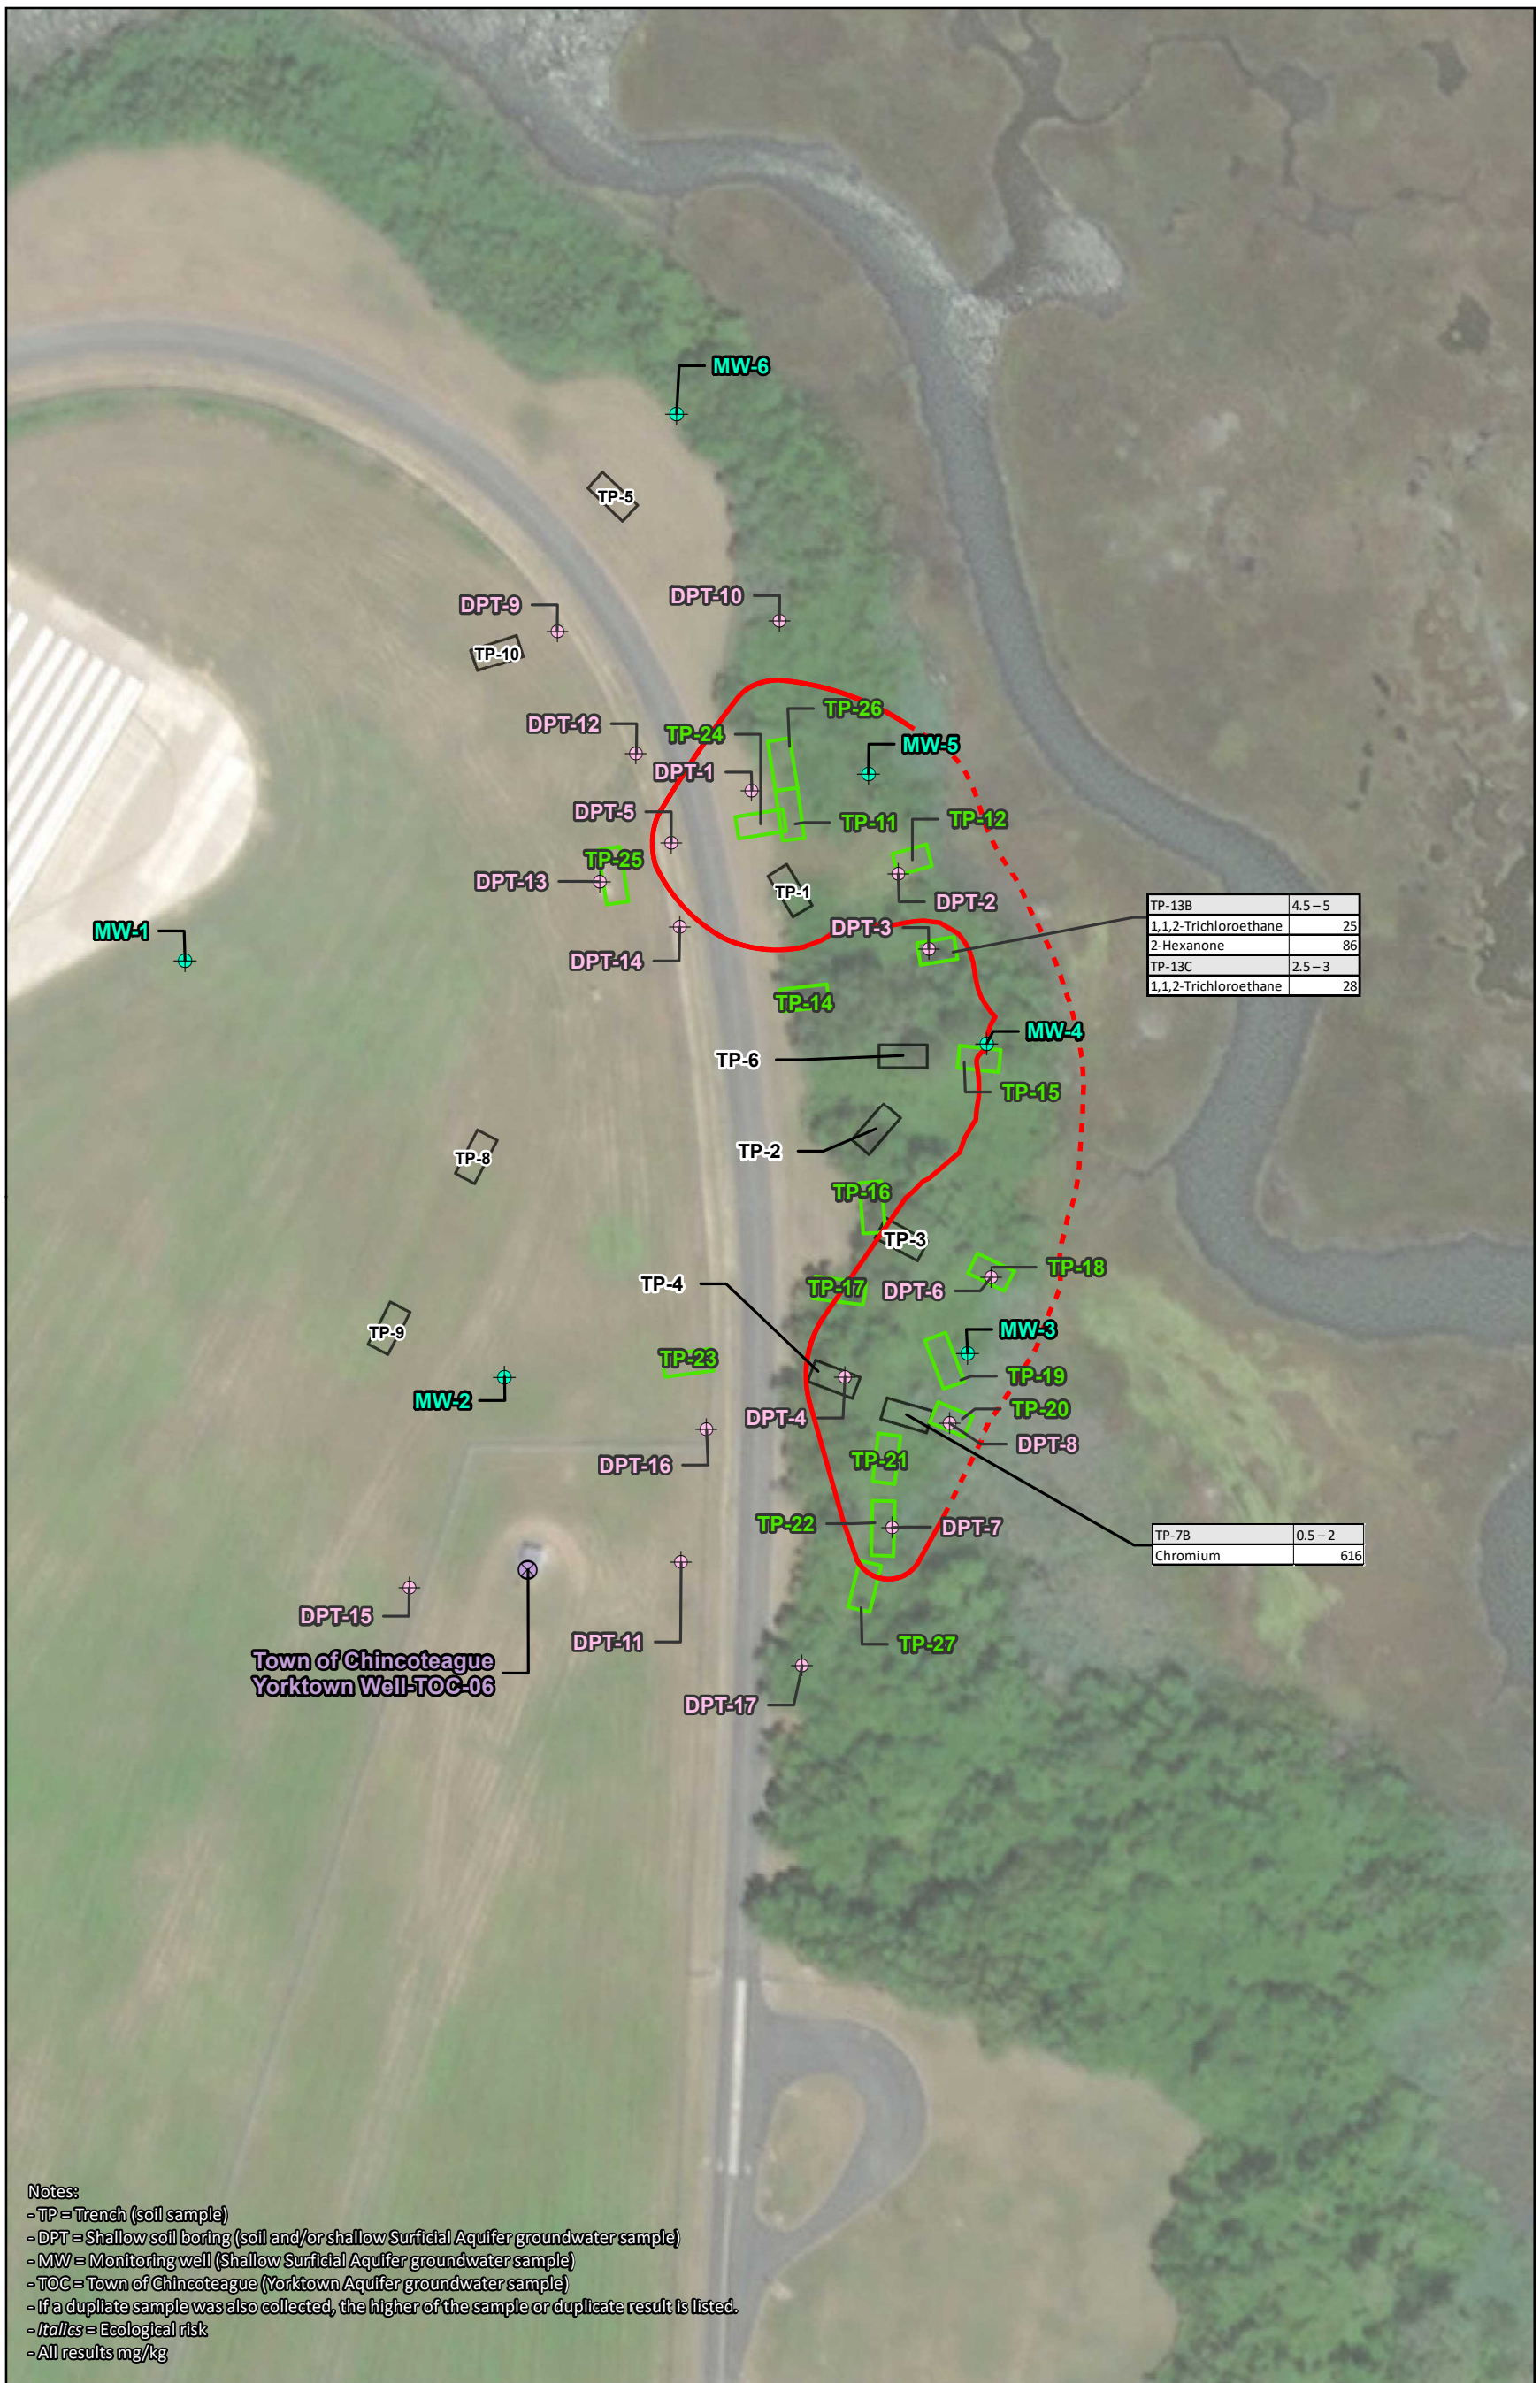 MW-6
TP-5
DPT-9
DPT-10
TP-10
TP-26
DPT-12
TP-24
MW-5
DPT-1
DPT-5
TP-11
TP-12
TP-25
DPT-13
TP-1
DPT-2
DPT-3
TP-13B 4.5 – 5
1,1,2-Trichloroethane 25
2-Hexanone 86
TP-13C 2.5 – 3
1,1,2-Trichloroethane 28
MW-1
DPT-14
TP-14
MW-4
TP-6
TP-15
TP-2
TP-8
TP-16
TP-3
TP-18
TP-4
TP-17
DPT-6
TP-9
MW-3
TP-23
TP-19
MW-2
DPT-4
TP-20
DPT-8
DPT-16
TP-21
TP-22
DPT-7
TP-7B 0.5 – 2
Chromium 616
DPT-15
DPT-11
TP-27
Town of Chincoteague
Yorktown Well-TOC-06
DPT-17
Notes:
- TP = Trench (soil sample)
- DPT = Shallow soil boring (soil and/or shallow Surficial Aquifer groundwater sample)
- MW = Monitoring well (Shallow Surficial Aquifer groundwater sample)
- TOC = Town of Chincoteague (Yorktown Aquifer groundwater sample)
- If a dupliate sample was also collected, the higher of the sample or duplicate result is listed.
- Italics = Ecological risk
- All results mg/kg